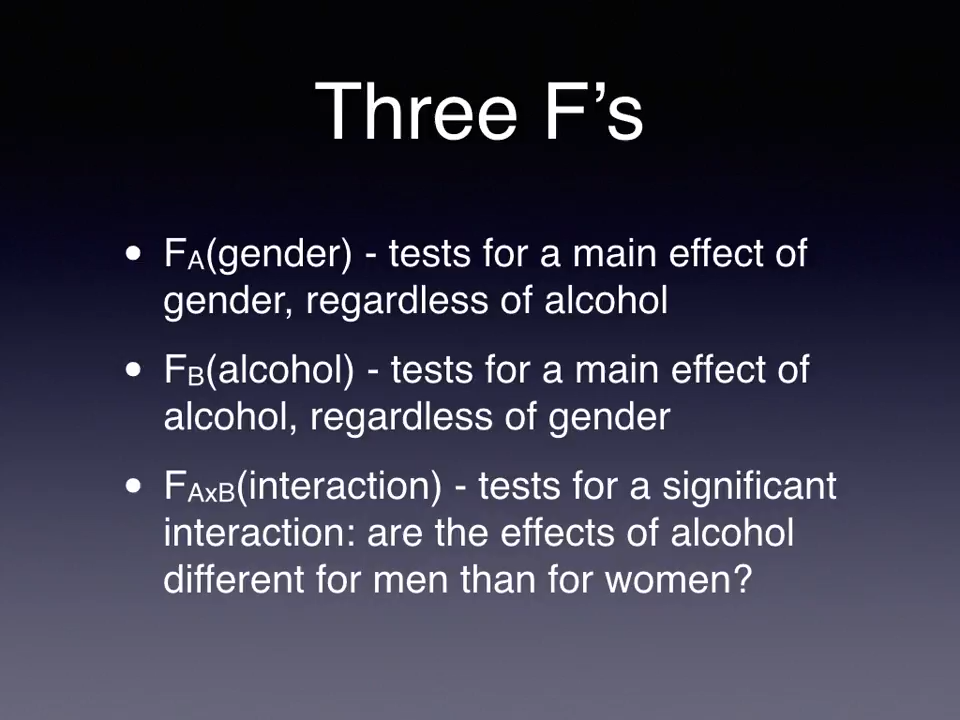 Three F’s
• FA(gender) - tests for a main effect of
gender, regardless of alcohol
• FB(alcohol) - tests for a main effect of
alcohol, regardless of gender
• FAxB(interaction) - tests for a significant
interaction: are the effects of alcohol
different for men than for women?